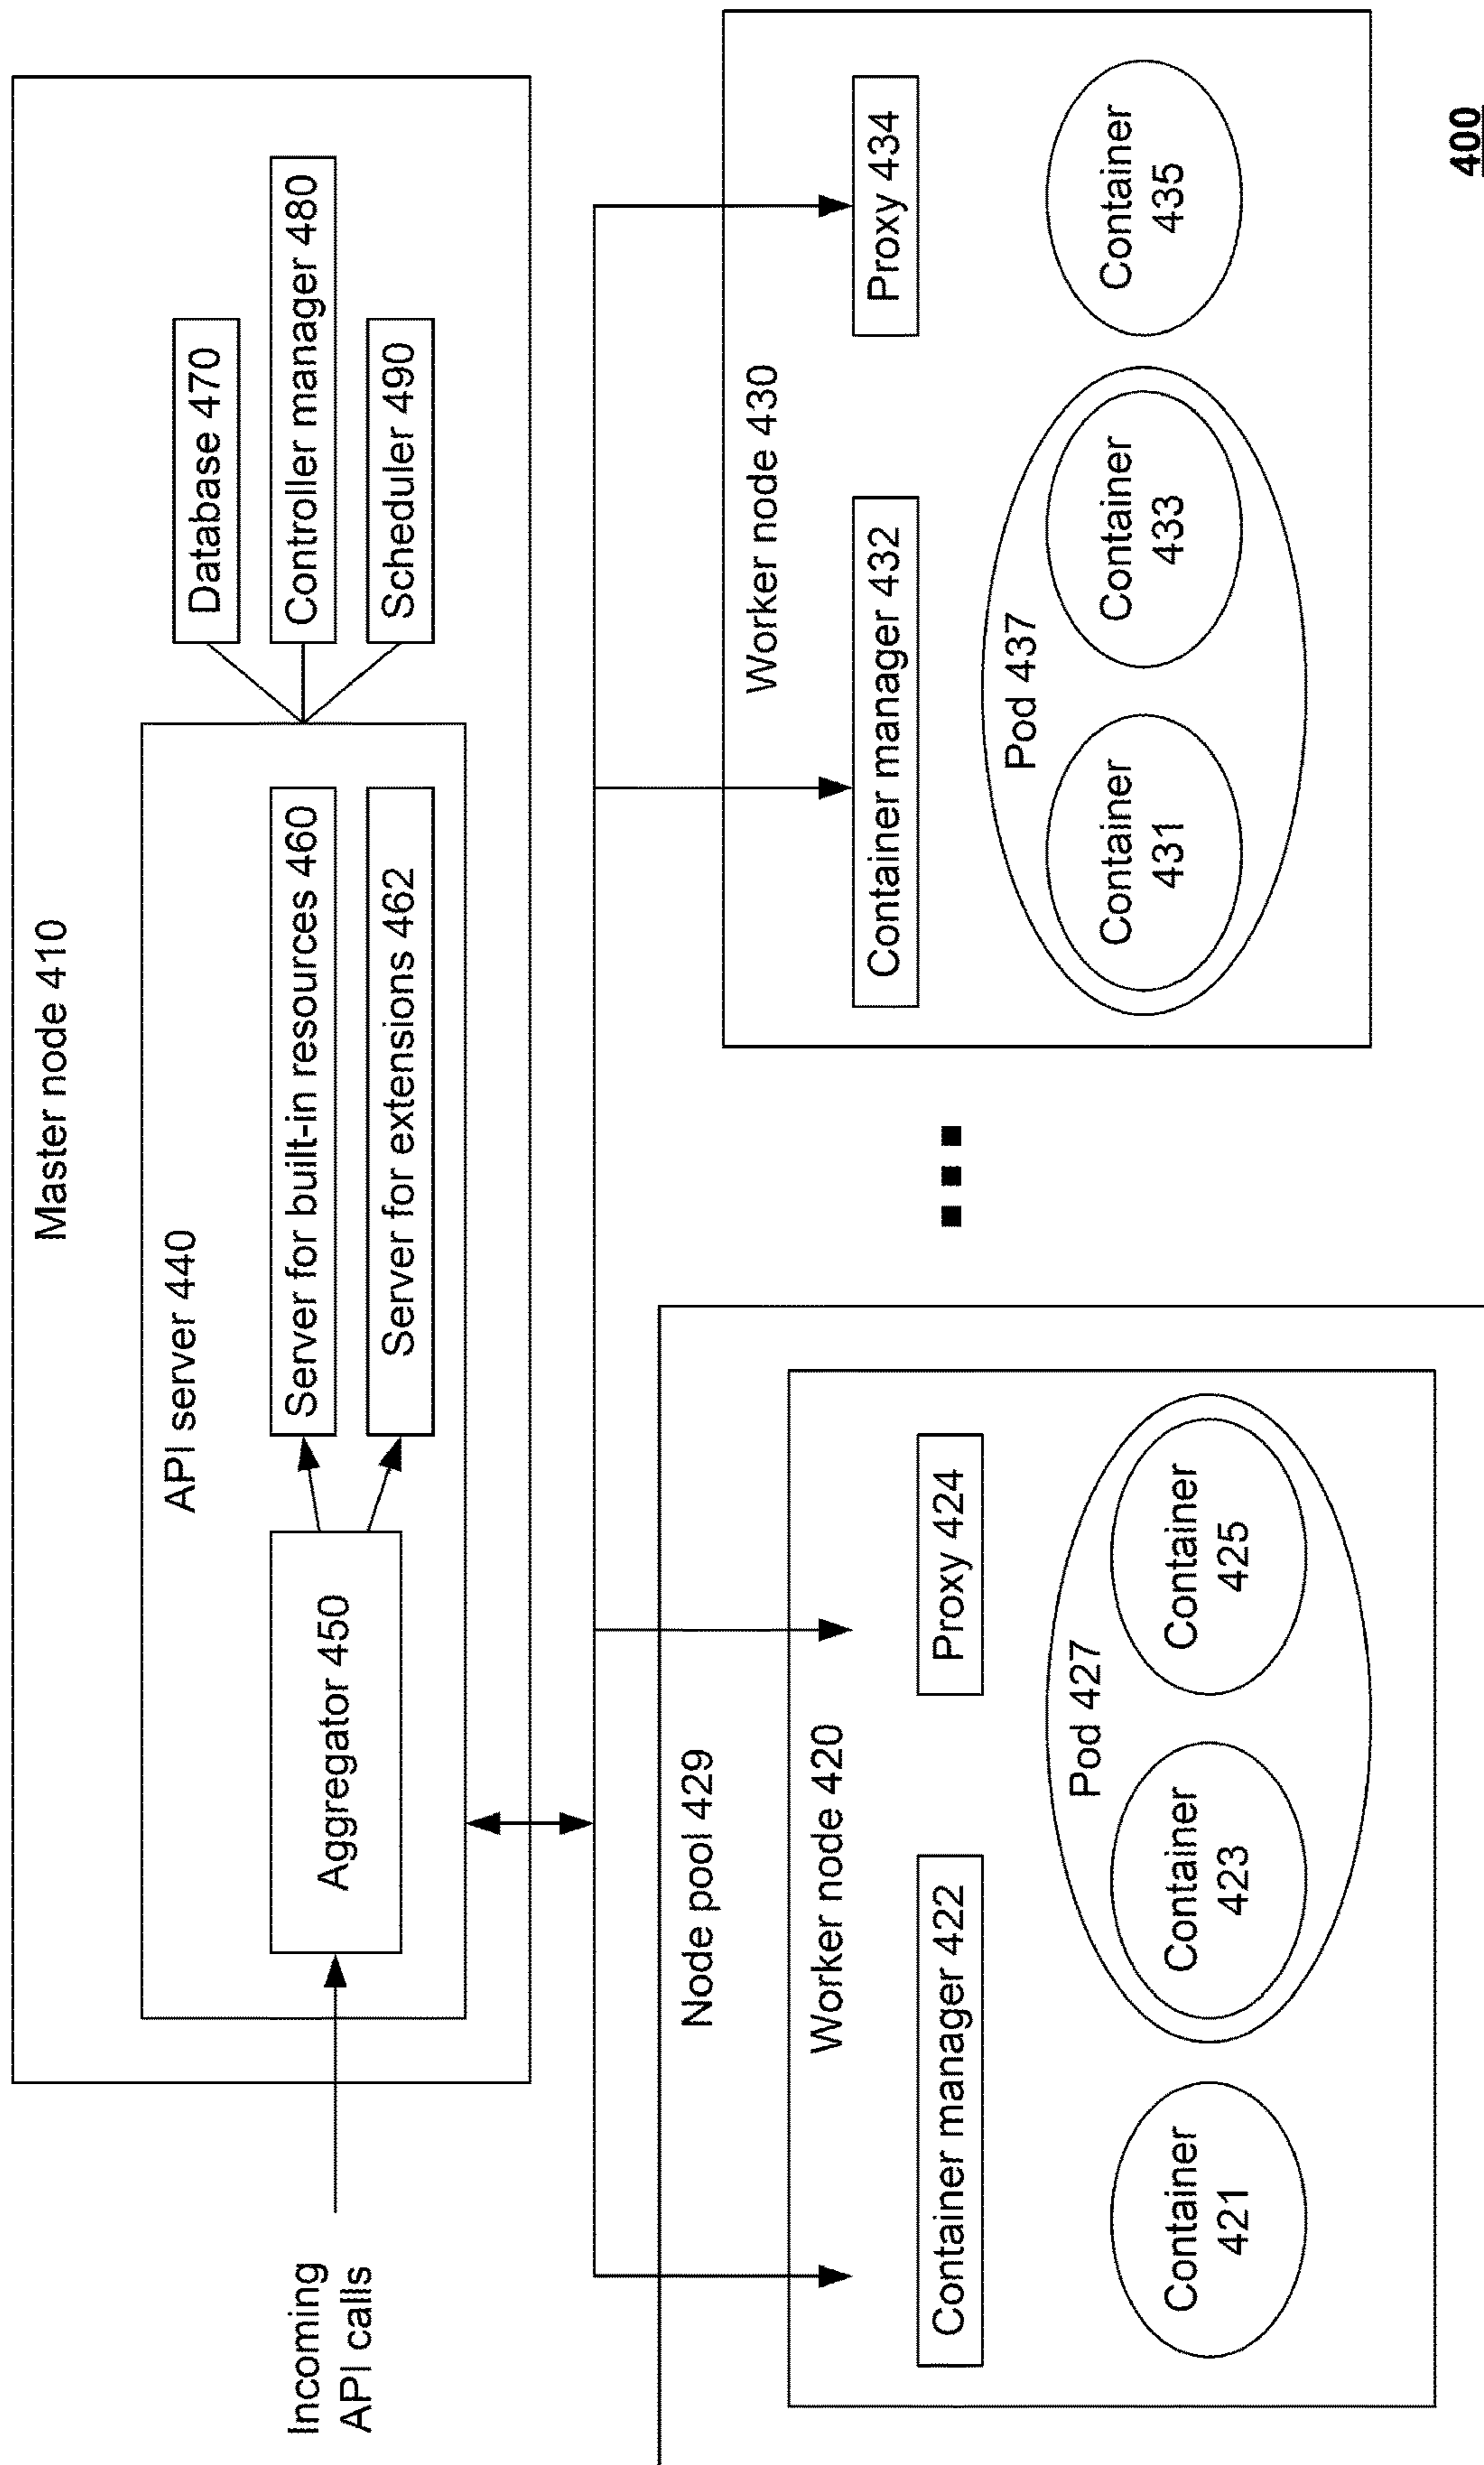 Master node 410
API server 440
Incoming
API calls
Aggregator 450
Server for built-in resources 460
Server for extensions 462
Database 470
Controller manager 480
Scheduler 490
Node pool 429
Worker node 420
Container manager 422
Proxy 424
Container
421
Pod 427
Container
423
Container
425
Worker node 430
Container manager 432
Proxy 434
Pod 437
Container
431
Container
433
Container
435
400